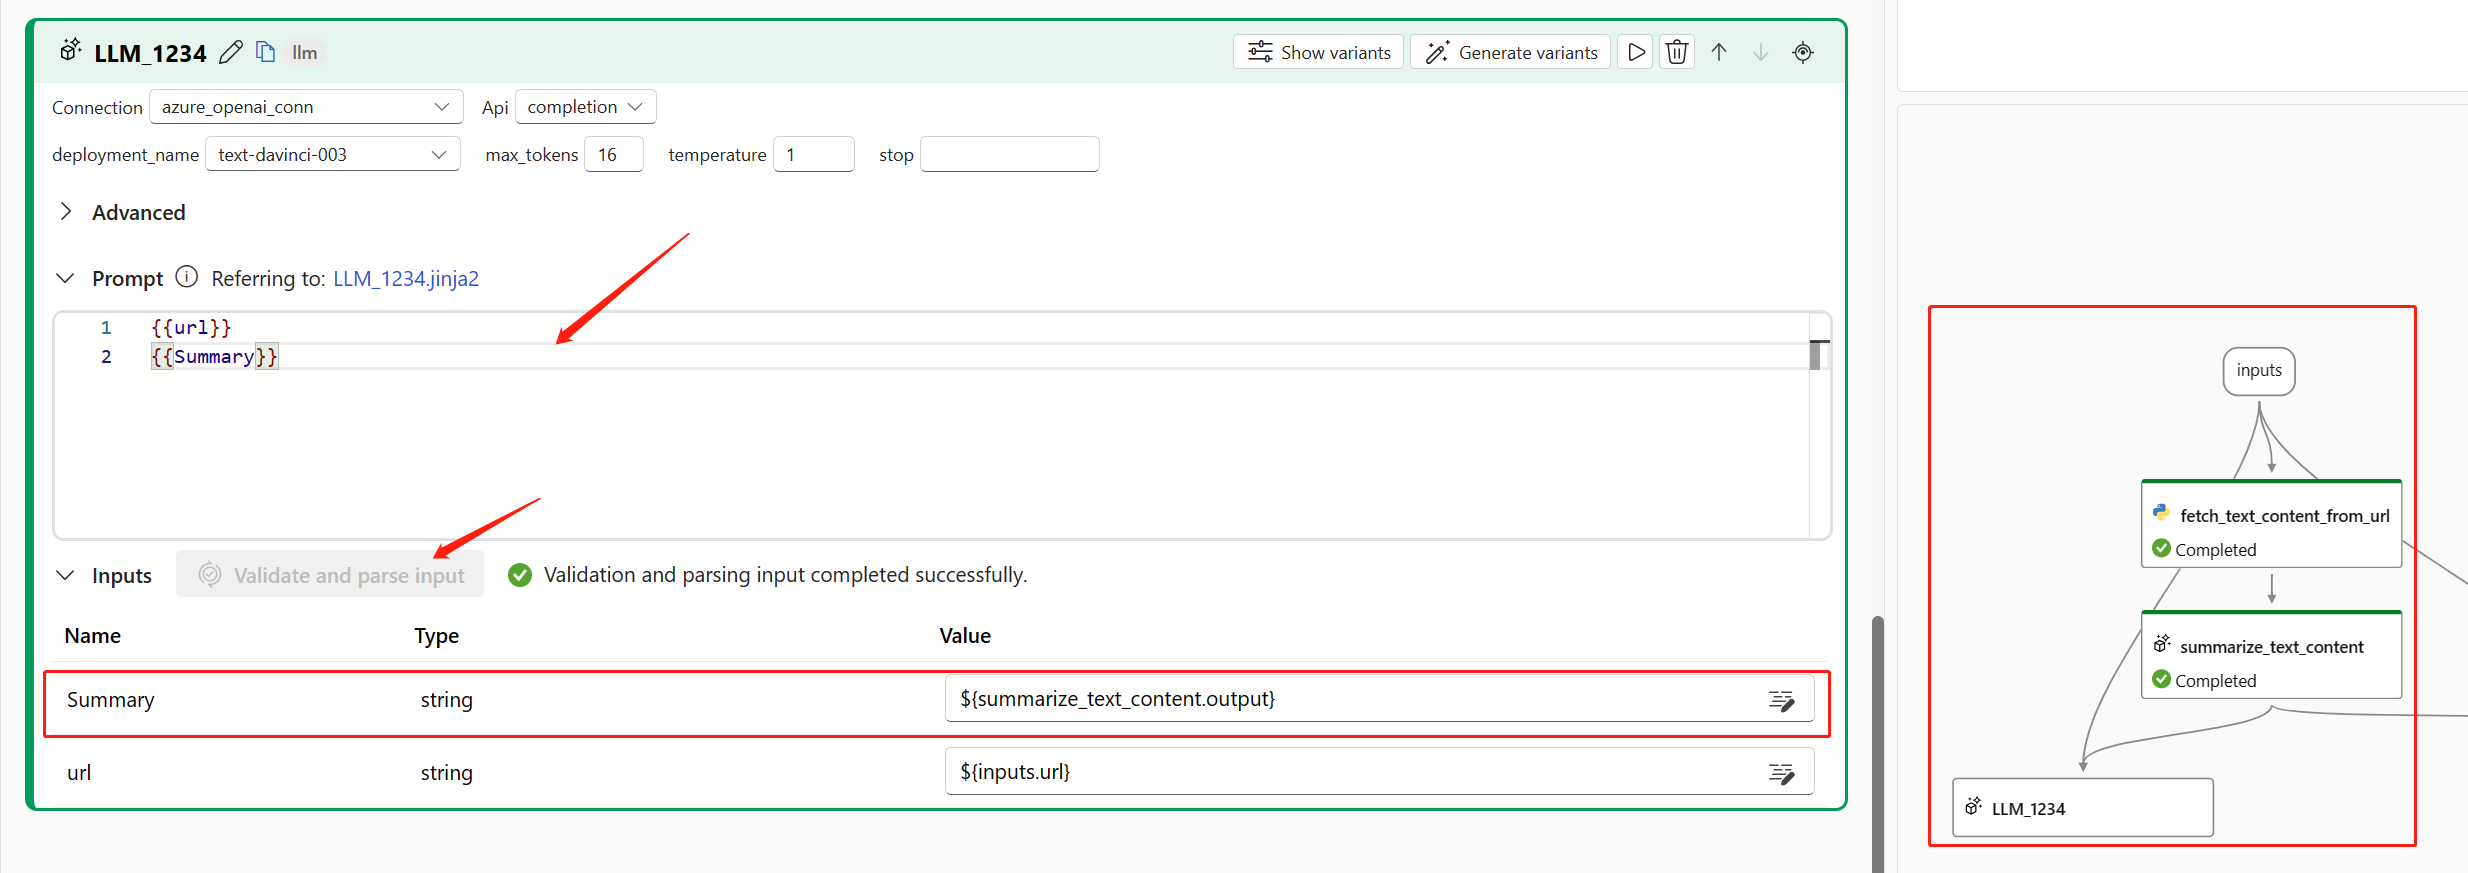 LLM_1234 llm Show variants Generate variants
Connection azure_openai_conn Api completion
deployment_name text-davinci-003 max_tokens 16 temperature 1 stop
Advanced
Prompt Referring to: LLM_1234.jinja2
1 {{url}}
2 {{Summary}}
Inputs Validate and parse input Validation and parsing input completed successfully.
Name Type Value
Summary string ${summarize_text_content.output}
url string ${inputs.url}
inputs
fetch_text_content_from_url
Completed
summarize_text_content
Completed
LLM_1234